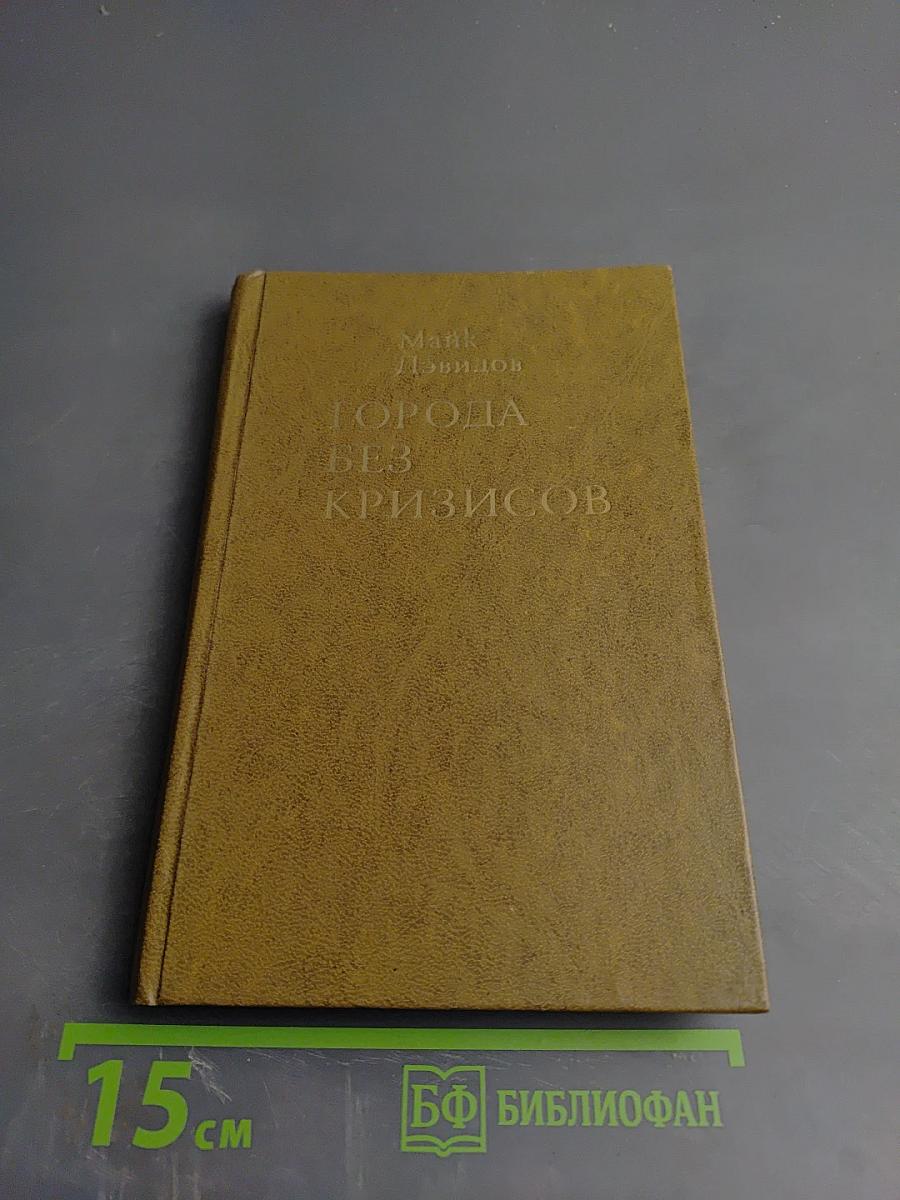 Майк
Дэвидов
ГОРОДА
БЕЗ
КРИЗИСОВ
15 см
БФ БИБЛИОФАН